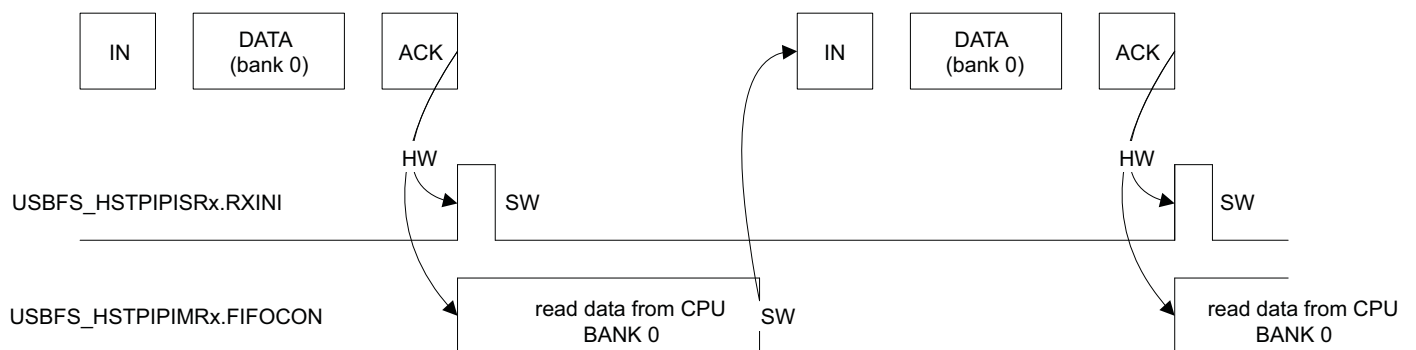 IN
DATA
(bank 0)
ACK
IN
DATA
(bank 0)
ACK
HW
HW
USBFS_HSTPIPISRx.RXINI
SW
SW
USBFS_HSTPIPIMRx.FIFOCON
read data from CPU
BANK 0
SW
read data from CPU
BANK 0